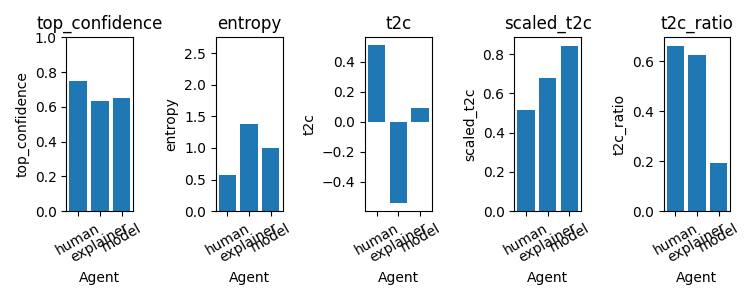 top_confidence
entropy
t2c
scaled_t2c
t2c_ratio
1.0
0.8
0.6
0.4
0.2
0.0
top_confidence
human
explainer
model
Agent
2.5
2.0
1.5
1.0
0.5
0.0
entropy
human
explainer
model
Agent
0.4
0.2
0.0
−0.2
−0.4
t2c
human
explainer
model
Agent
0.8
0.6
0.4
0.2
0.0
scaled_t2c
human
explainer
model
Agent
0.6
0.4
0.2
0.0
t2c_ratio
human
explainer
model
Agent